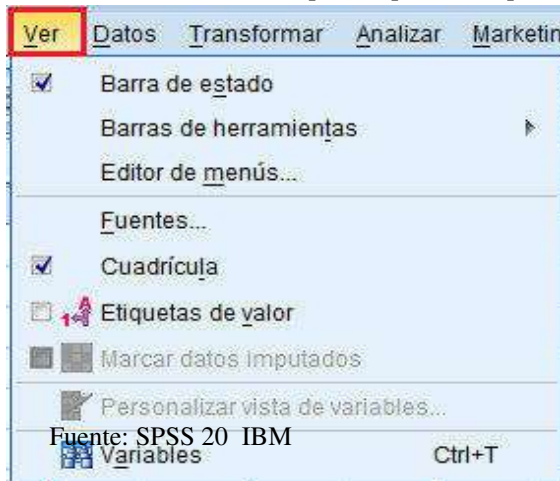 Ver Datos Transformar Analizar Marketin
Barra de estado
Barras de herramientas
Editor de menús...
Fuentes...
Cuadrícula
Etiquetas de valor
Marcar datos imputados
Personalizar vista de variables...
Fuente: SPSS 20 IBM
Variables Ctrl+T